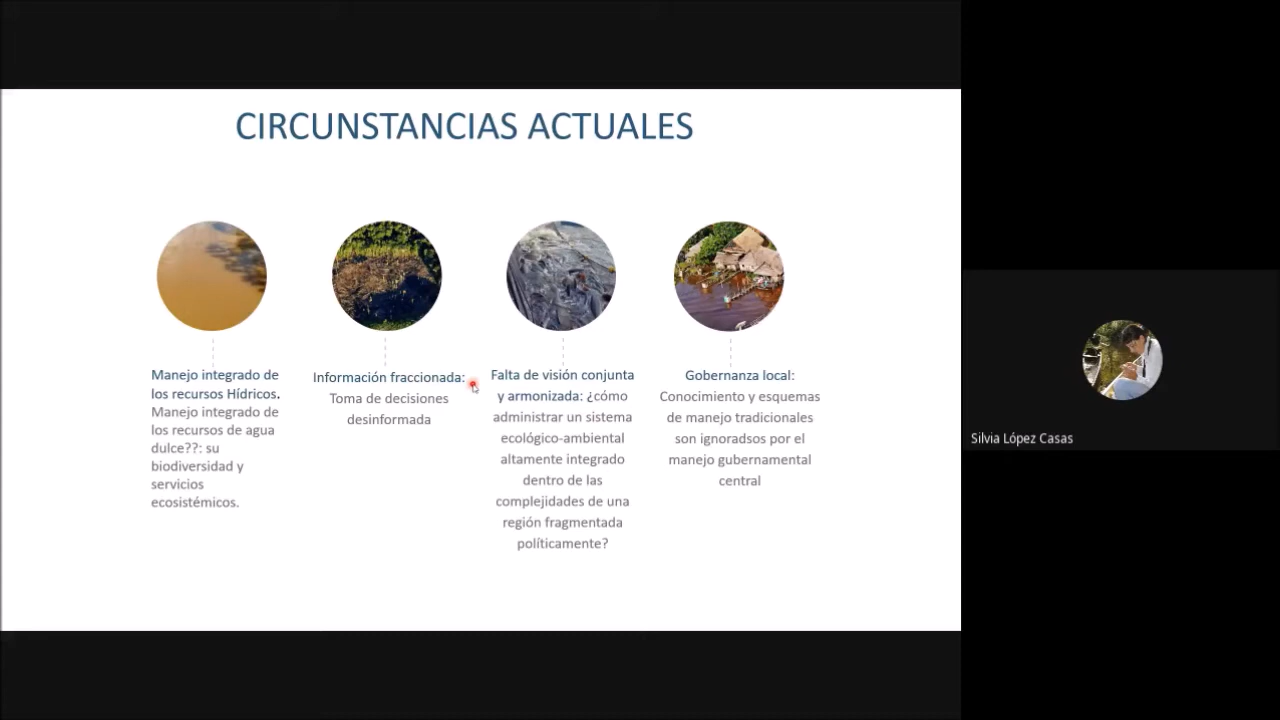 CIRCUNSTANCIAS ACTUALES
Manejo integrado de
los recursos Hídricos.
Manejo integrado de
los recursos de agua
dulce??: su
biodiversidad y
servicios
ecosistémicos.
Información fraccionada:
Toma de decisiones
desinformada
Falta de visión conjunta
y armonizada: ¿cómo
administrar un sistema
ecológico-ambiental
altamente integrado
dentro de las
complejidades de una
región fragmentada
políticamente?
Gobernanza local:
Conocimiento y esquemas
de manejo tradicionales
son ignoradsos por el
manejo gubernamental
central
Silvia López Casas